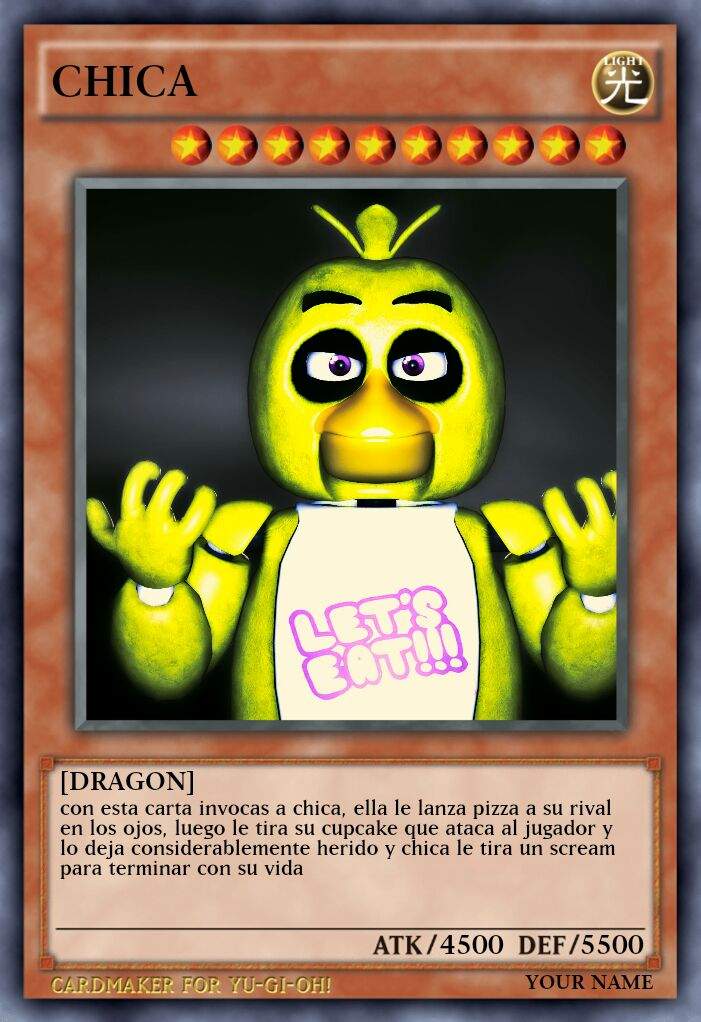 CHICA
LIGHT
光
LET'S
EAT!!!
[DRAGON]
con esta carta invocas a chica, ella le lanza pizza a su rival
en los ojos, luego le tira su cupcake que ataca al jugador y
lo deja considerablemente herido y chica le tira un scream
para terminar con su vida
ATK/4500 DEF/5500
CARDMAKER FOR YU-GI-OH!
YOUR NAME